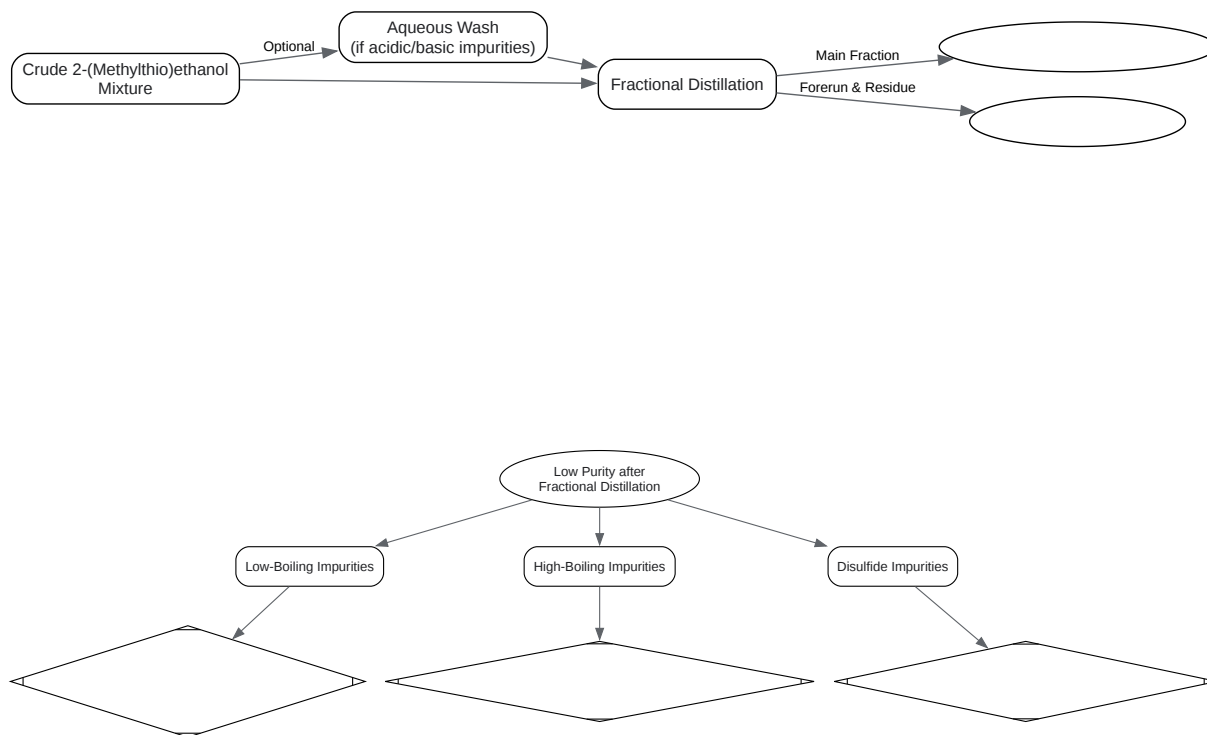 Aqueous Wash
(if acidic/basic impurities)
Optional
Crude 2-(Methylthio)ethanol
Mixture
Main Fraction
Fractional Distillation
Forerun & Residue
Low Purity after
Fractional Distillation
Low-Boiling Impurities
High-Boiling Impurities
Disulfide Impurities